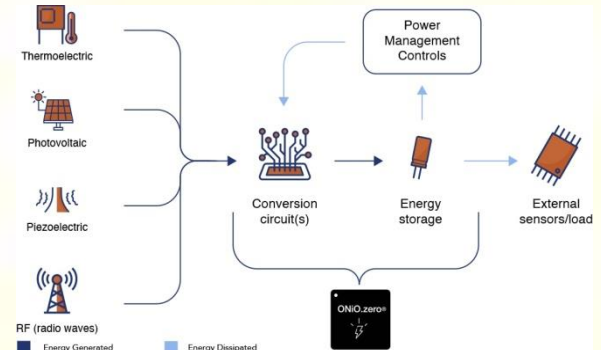 Thermoelectric
Photovoltaic
Piezoelectric
RF (radio waves)
Power
Management
Controls
Conversion
circuit(s)
Energy
storage
External
sensors/load
ONiO.zero®
Energy Generated
Energy Dissipated